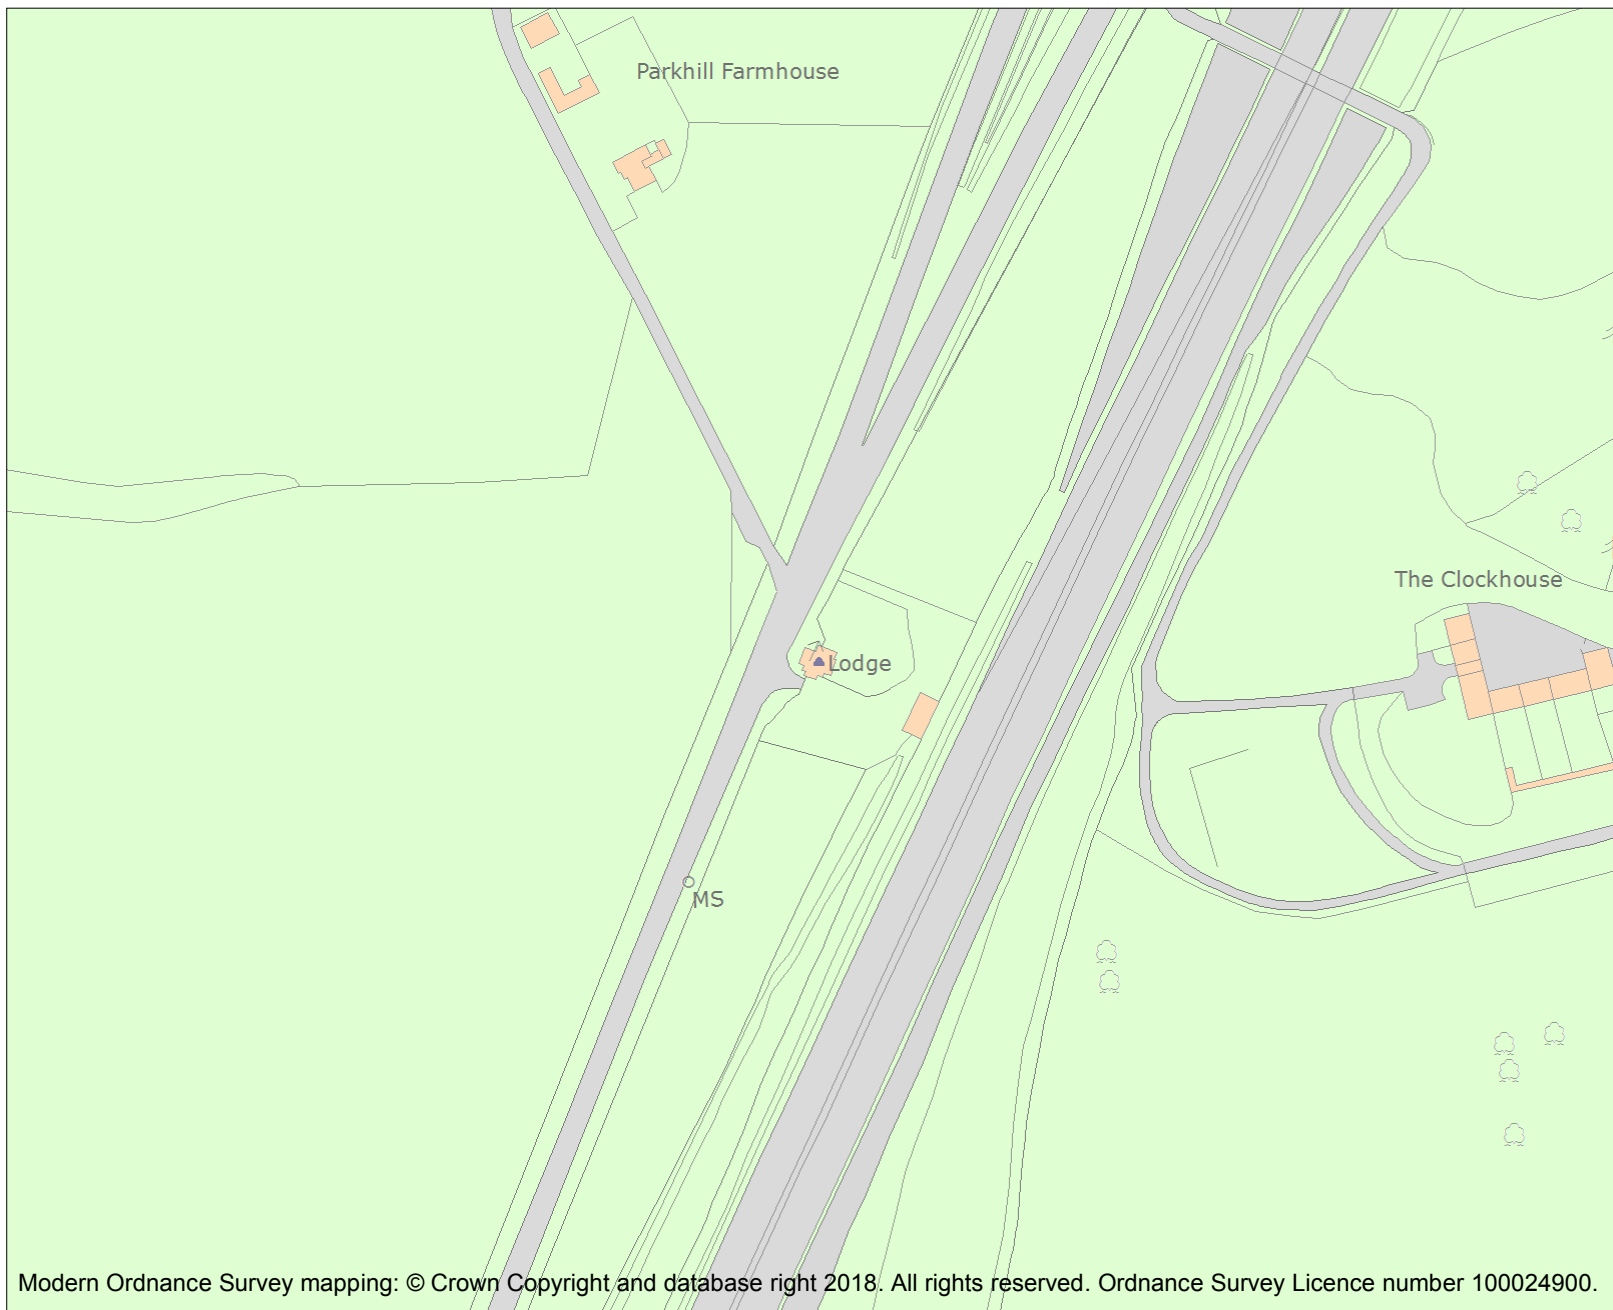 Parkhill Farmhouse
The Clockhouse
Lodge
MS
Modern Ordnance Survey mapping: © Crown Copyright and database right 2018. All rights reserved. Ordnance Survey Licence number 100024900.